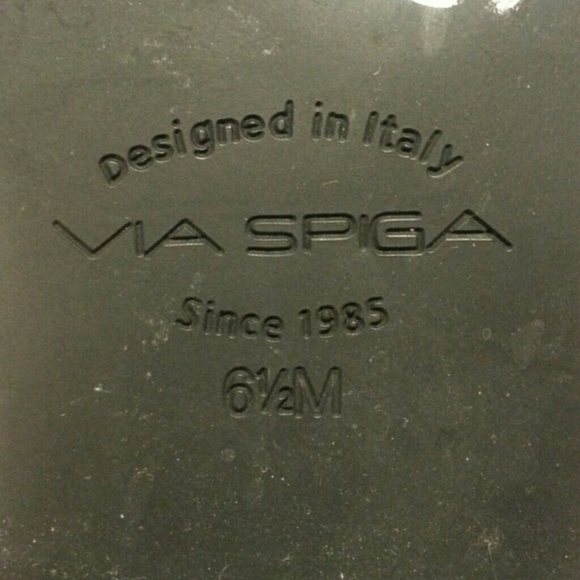 Designed in Italy
VIA SPIGA
Since 1985
6½M